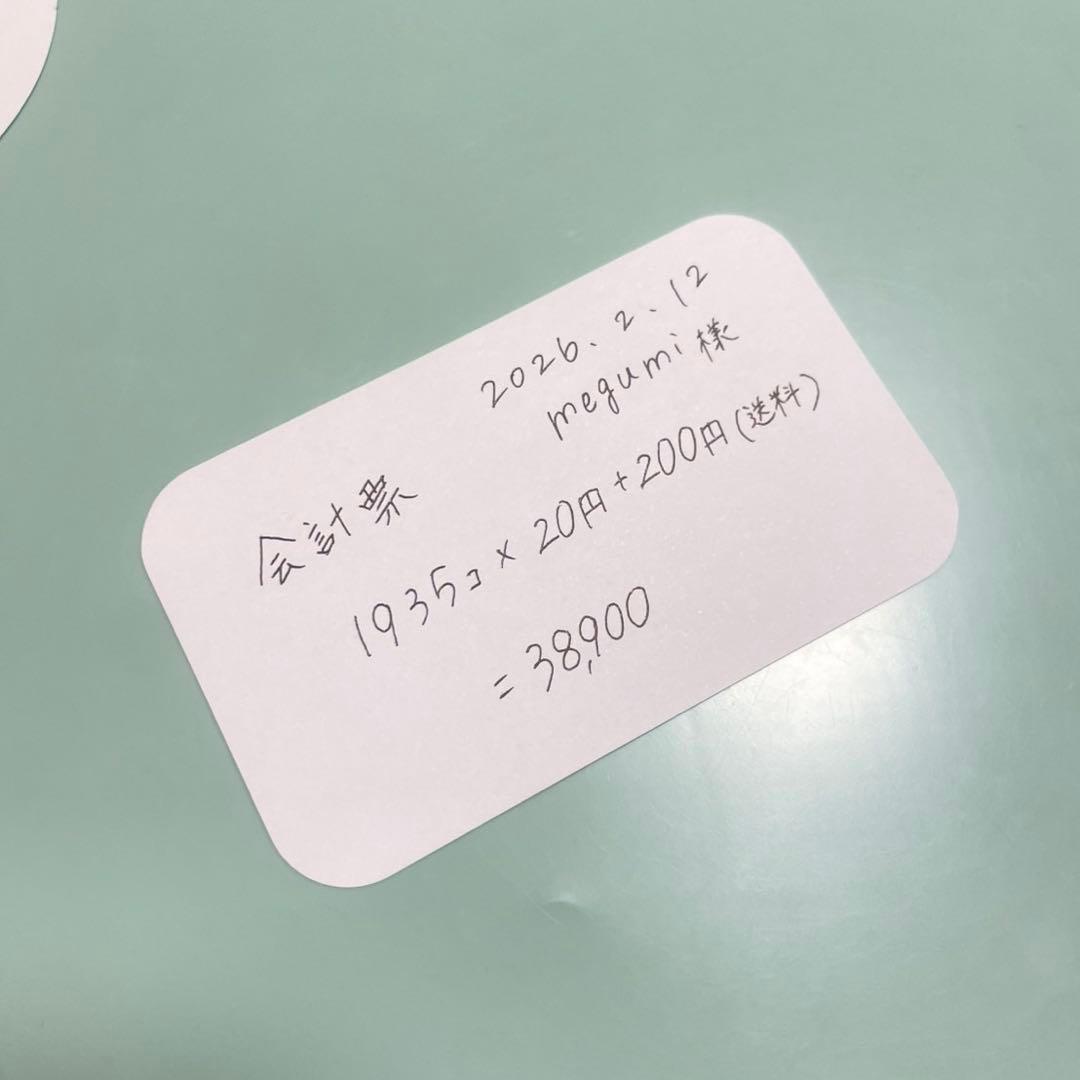 2026. 2. 12
megumi様
会計票
1935コ × 20円 + 200円 (送料)
= 38,900